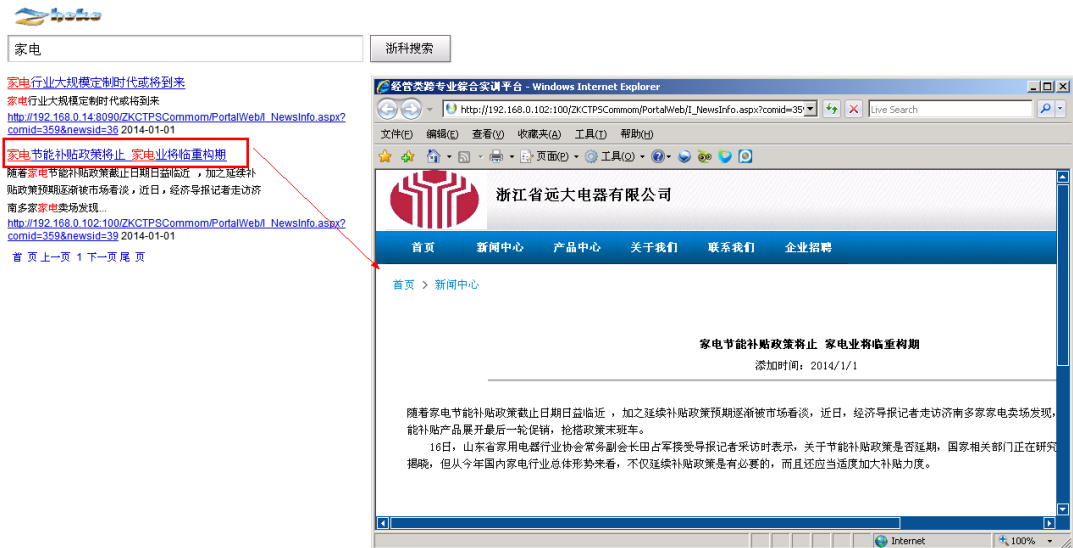 Zheke
家电
浙科搜索
家电行业大规模定制时代或将到来
家电行业大规模定制时代或将到来
http://192.168.0.14:8090/ZKCTPSCommom/PortalWeb/I_NewsInfo.aspx?
comid=359&newsid=36 2014-01-01
家电节能补贴政策将止 家电业将临重构期
随着家电节能补贴政策截止日期日益临近 ，加之延续补
贴政策预期逐渐被市场看淡，近日，经济导报记者走访济
南多家家电卖场发现...
http://192.168.0.102:100/ZKCTPSCommom/PortalWeb/I_NewsInfo.aspx?
comid=359&newsid=39 2014-01-01
首 页 上一页 1 下一页 尾 页
经管类跨专业综合实训平台 - Windows Internet Explorer
http://192.168.0.102:100/ZKCTPSCommom/PortalWeb/I_NewsInfo.aspx?comid=35
Live Search
文件(F) 编辑(E) 查看(V) 收藏夹(A) 工具(T) 帮助(H)
页面(P) 工具(O)
浙江省远大电器有限公司
首页 新闻中心 产品中心 关于我们 联系我们 企业招聘
首页 > 新闻中心
家电节能补贴政策将止 家电业将临重构期
添加时间：2014/1/1
随着家电节能补贴政策截止日期日益临近 ，加之延续补贴政策预期逐渐被市场看淡，近日，经济导报记者走访济南多家家电卖场发现，
能补贴产品展开最后一轮促销，抢搭政策末班车。
16日，山东省家用电器行业协会常务副会长田占军接受导报记者采访时表示，关于节能补贴政策是否延期，国家相关部门正在研究
揭晓，但从今年国内家电行业总体形势来看，不仅延续补贴政策是有必要的，而且还应当适度加大补贴力度。
Internet
100%